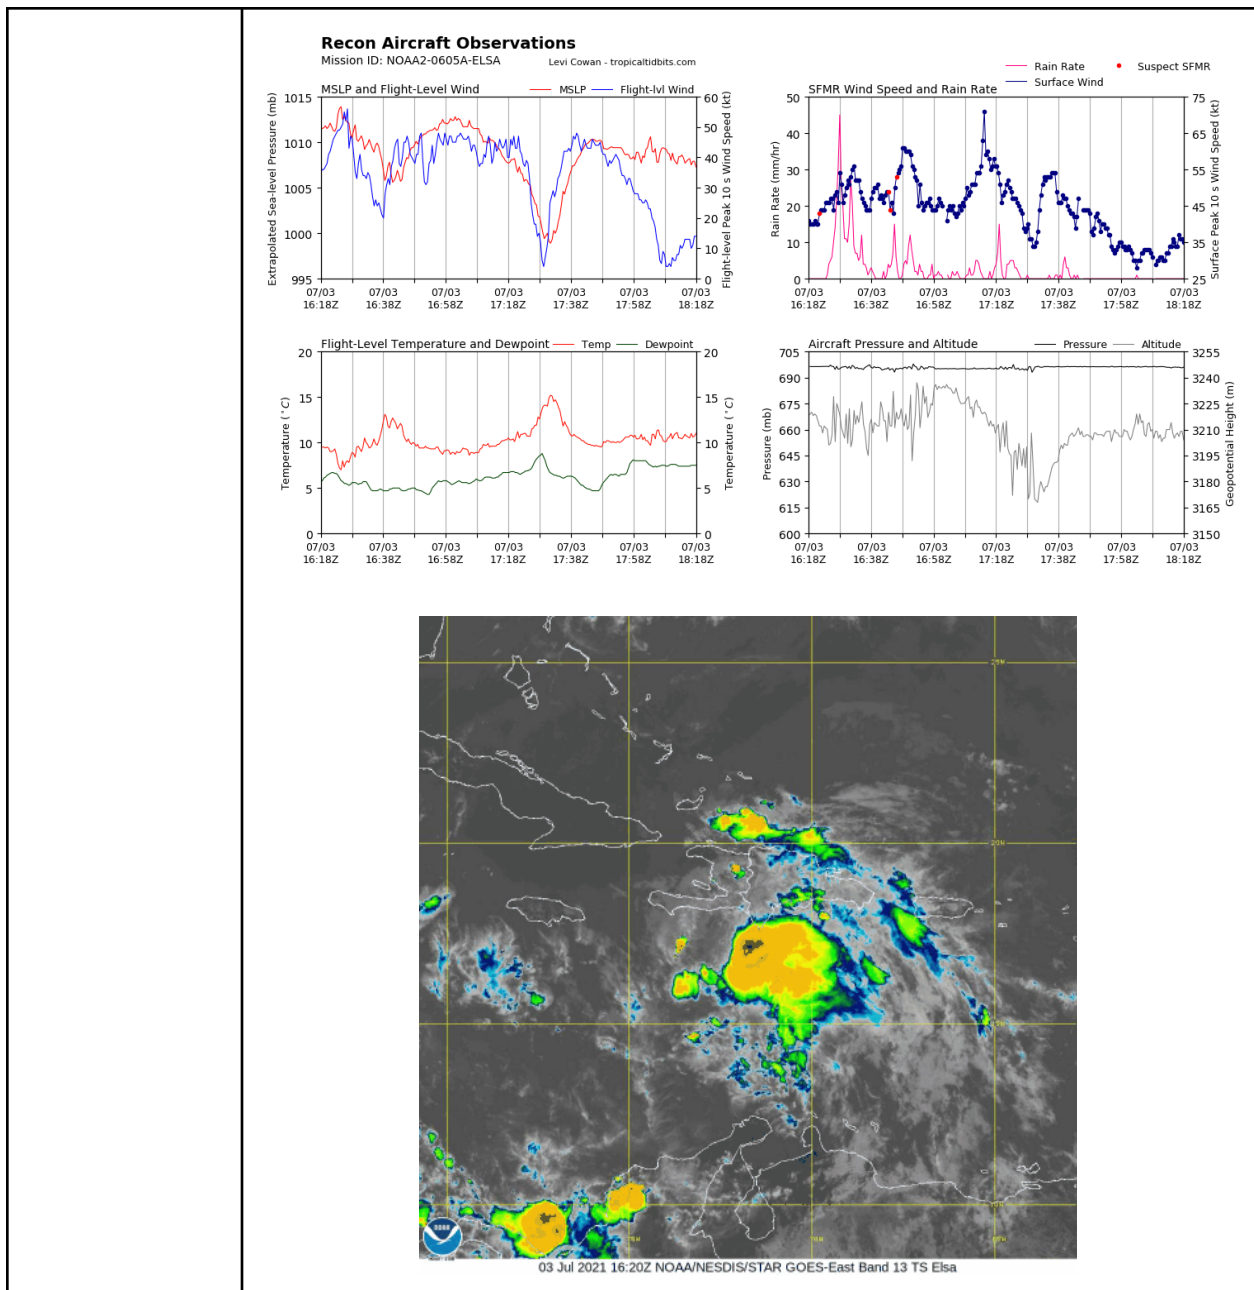 Recon Aircraft Observations
Mission ID: NOAA2-0605A-ELSA
Levi Cowan - tropicaltidbits.com
MSLP and Flight-Level Wind
MSLP
Flight-lvl Wind
Extrapolated Sea-level Pressure (mb)
1015
1010
1005
1000
995
60
50
40
30
20
10
0
Flight-level Peak 10 s Wind Speed (kt)
07/03 07/03 07/03 07/03 07/03 07/03 07/03
16:18Z 16:38Z 16:58Z 17:18Z 17:38Z 17:58Z 18:18Z
Rain Rate
Suspect SFMR
Surface Wind
SFMR Wind Speed and Rain Rate
Rain Rate (mm/hr)
50
40
30
20
10
0
75
65
55
45
35
25
Surface Peak 10 s Wind Speed (kt)
07/03 07/03 07/03 07/03 07/03 07/03 07/03
16:18Z 16:38Z 16:58Z 17:18Z 17:38Z 17:58Z 18:18Z
Flight-Level Temperature and Dewpoint
Temp
Dewpoint
Temperature (°C)
20
15
10
5
0
20
15
10
5
0
Temperature (°C)
07/03 07/03 07/03 07/03 07/03 07/03 07/03
16:18Z 16:38Z 16:58Z 17:18Z 17:38Z 17:58Z 18:18Z
Aircraft Pressure and Altitude
Pressure
Altitude
Pressure (mb)
705
690
675
660
645
630
615
600
3255
3240
3225
3210
3195
3180
3165
3150
Geopotential Height (m)
07/03 07/03 07/03 07/03 07/03 07/03 07/03
16:18Z 16:38Z 16:58Z 17:18Z 17:38Z 17:58Z 18:18Z
20N
70W
03 Jul 2021 16:20Z NOAA/NESDIS/STAR GOES-East Band 13 TS Elsa